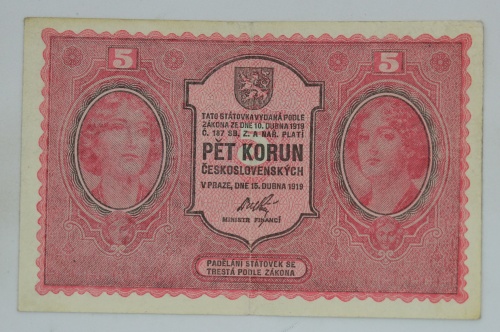 5 5
TATO STÁTOVKA VYDANÁ PODLE
ZÁKONA ZE DNE 10. DUBNA 1919
Č. 187 SB. Z. A NAŘ. PLATÍ
PĚT KORUN
ČESKOSLOVENSKÝCH
V PRAZE, DNE 15. DUBNA 1919
MINISTR FINANCÍ
PADĚLÁNÍ STÁTOVEK SE
TRESTÁ PODLE ZÁKONA